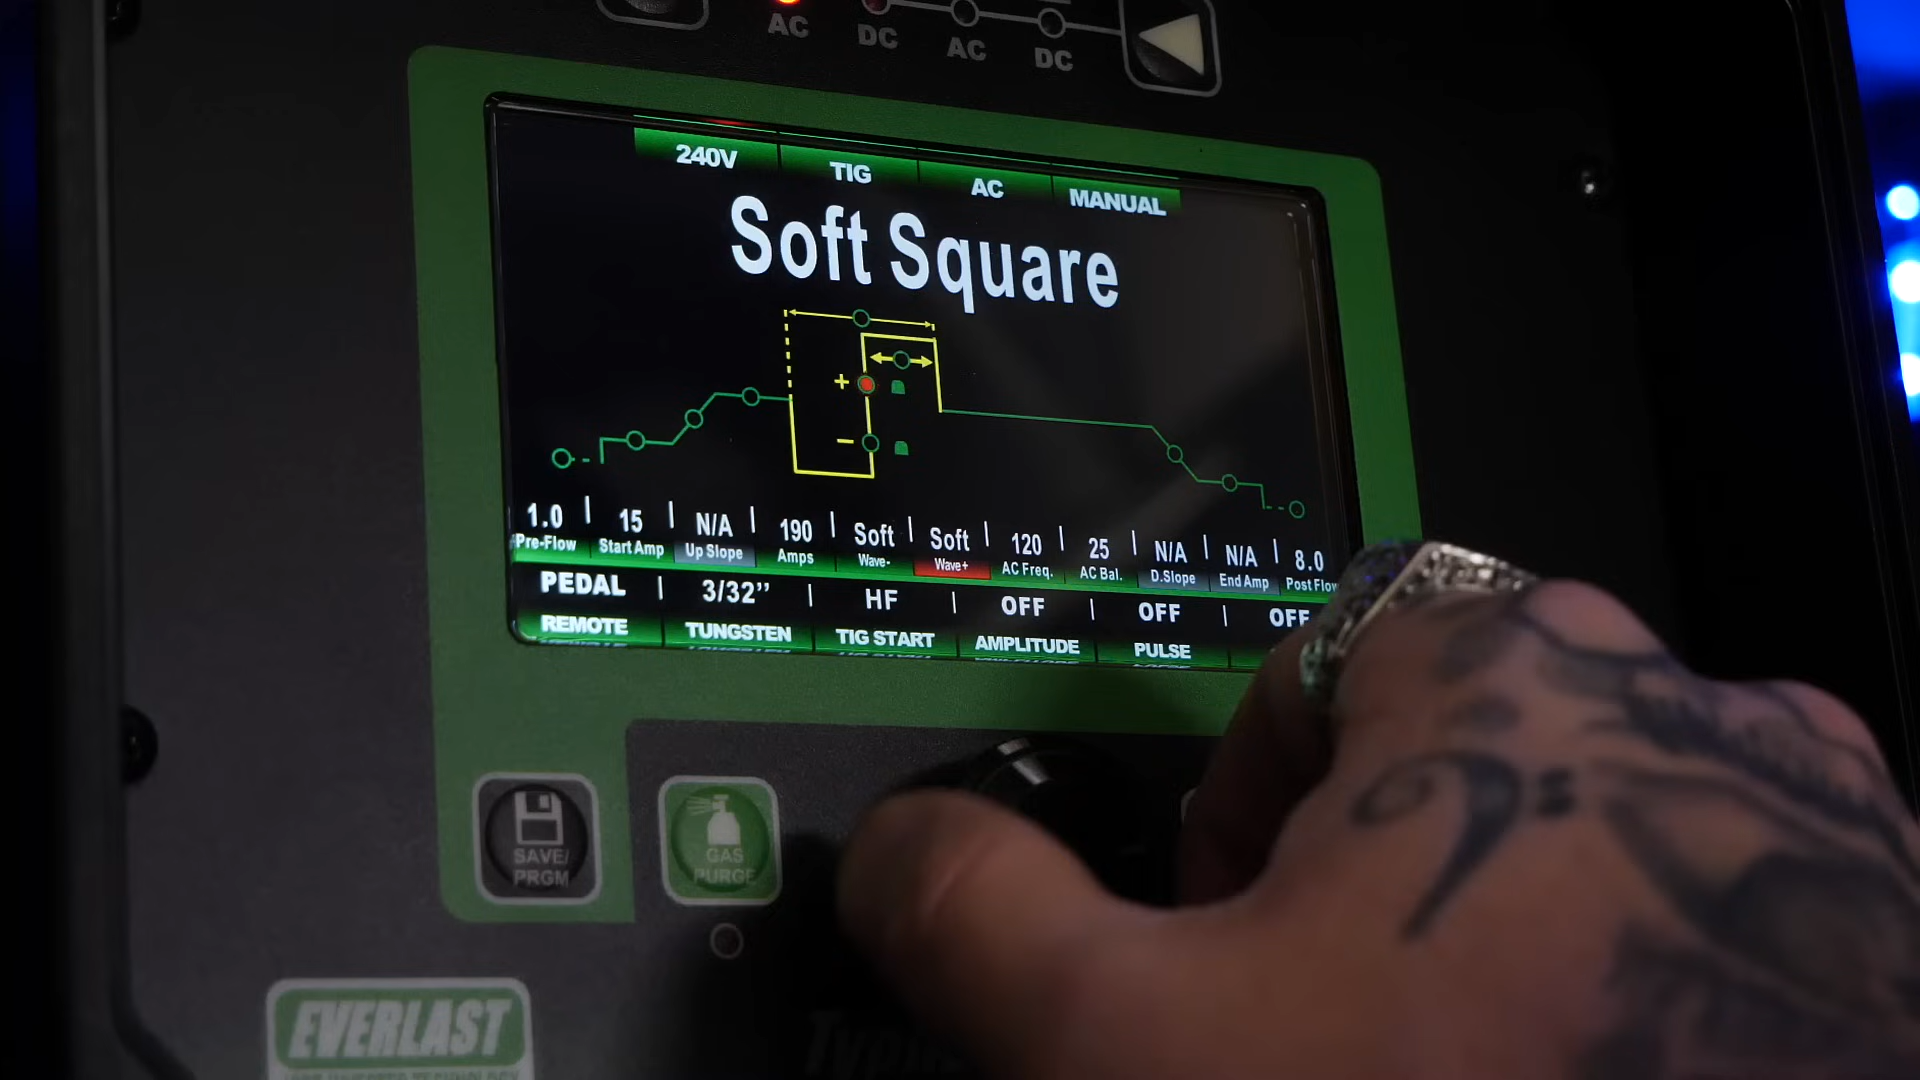 AC DC AC DC
240V TIG AC MANUAL
Soft Square
+
−
1.0 | 15 | N/A | 190 | Soft | Soft | 120 | 25 | N/A | N/A | 8.0
Pre-Flow Start Amp Up Slope Amps Wave- Wave+ AC Freq. AC Bal. D.Slope End Amp Post Flow
PEDAL | 3/32’’ | HF | OFF | OFF | OFF
REMOTE TUNGSTEN TIG START AMPLITUDE PULSE
SAVE/
PRGM
GAS
PURGE
EVERLAST